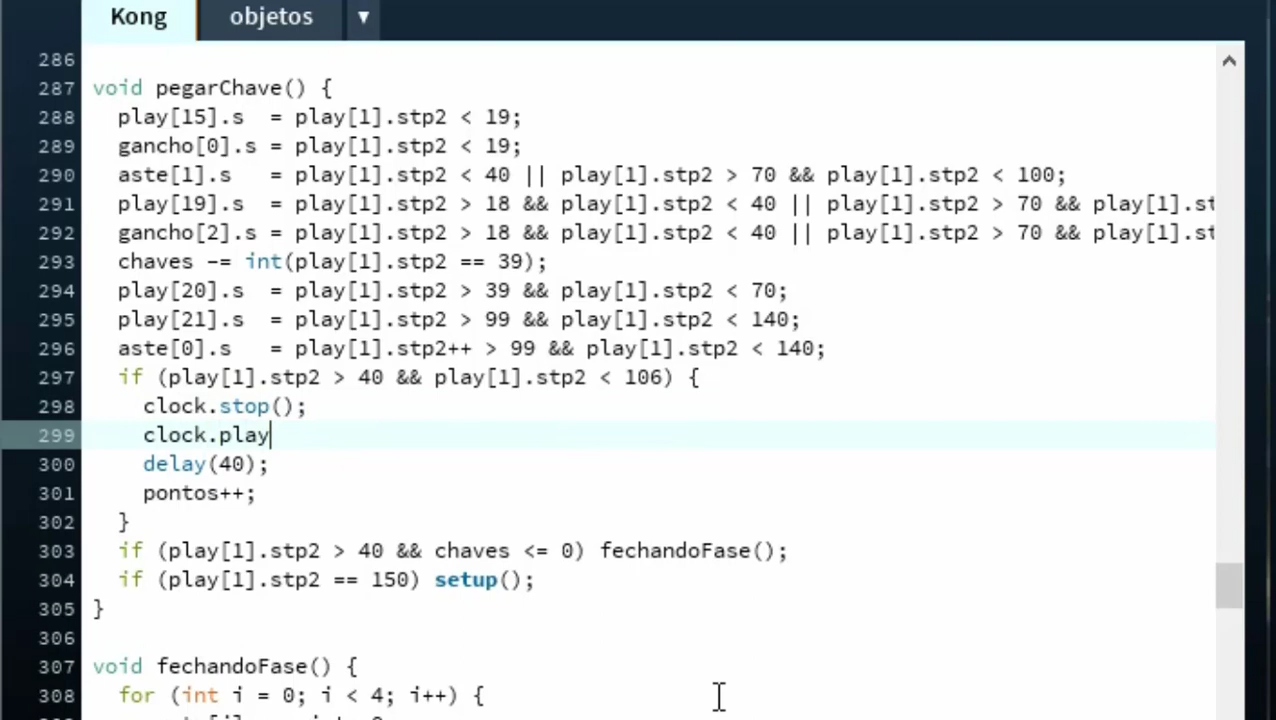 Kong objetos ▼
286
287 void pegarChave() {
288 play[15].s  = play[1].stp2 < 19;
289 gancho[0].s = play[1].stp2 < 19;
290 aste[1].s   = play[1].stp2 < 40 || play[1].stp2 > 70 && play[1].stp2 < 100;
291 play[19].s  = play[1].stp2 > 18 && play[1].stp2 < 40 || play[1].stp2 > 70 && play[1].st
292 gancho[2].s = play[1].stp2 > 18 && play[1].stp2 < 40 || play[1].stp2 > 70 && play[1].st
293 chaves -= int(play[1].stp2 == 39);
294 play[20].s  = play[1].stp2 > 39 && play[1].stp2 < 70;
295 play[21].s  = play[1].stp2 > 99 && play[1].stp2 < 140;
296 aste[0].s   = play[1].stp2++ > 99 && play[1].stp2 < 140;
297 if (play[1].stp2 > 40 && play[1].stp2 < 106) {
298 clock.stop();
299 clock.play
300 delay(40);
301 pontos++;
302 }
303 if (play[1].stp2 > 40 && chaves <= 0) fechandoFase();
304 if (play[1].stp2 == 150) setup();
305 }
306
307 void fechandoFase() {
308 for (int i = 0; i < 4; i++) {